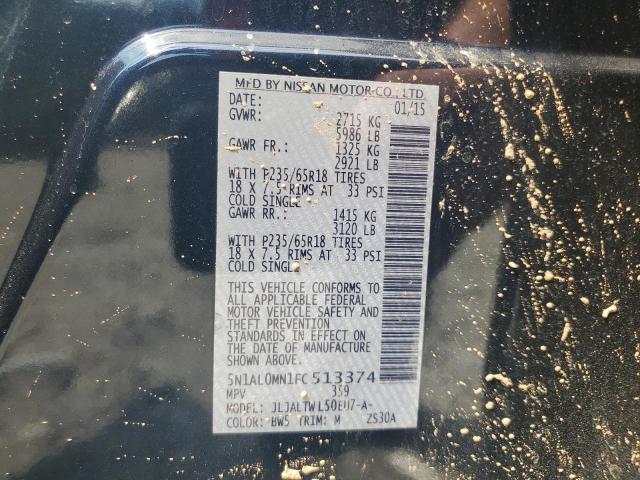 MFD BY NISSAN MOTOR CO., LTD
DATE: 01/15
GVWR: 2715 KG
5986 LB
GAWR FR.: 1325 KG
2921 LB
WITH P235/65R18 TIRES
18 X 7.5 RIMS AT 33 PSI
COLD SINGLE
GAWR RR.: 1415 KG
3120 LB
WITH P235/65R18 TIRES
18 X 7.5 RIMS AT 33 PSI
COLD SINGLE
THIS VEHICLE CONFORMS TO
ALL APPLICABLE FEDERAL
MOTOR VEHICLE SAFETY AND
THEFT PREVENTION
STANDARDS IN EFFECT ON
THE DATE OF MANUFACTURE SHOWN
ABOVE.
5N1AL0MN1FC513374
MPV 359
MODEL: JLJALTWL50EU7-A-
COLOR: BW5 TRIM: M ZS30A